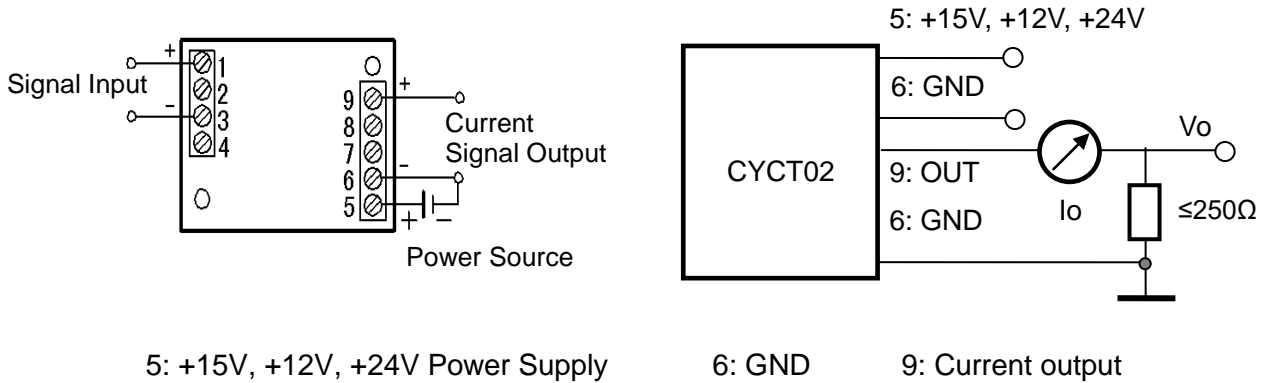 Signal Input
+
-
1
2
3
4
9
8
7
6
5
+
-
Current
Signal Output
+
-
Power Source
5: +15V, +12V, +24V
6: GND
CYCT02
9: OUT
6: GND
Io
Vo
≤250Ω
5: +15V, +12V, +24V Power Supply 6: GND 9: Current output